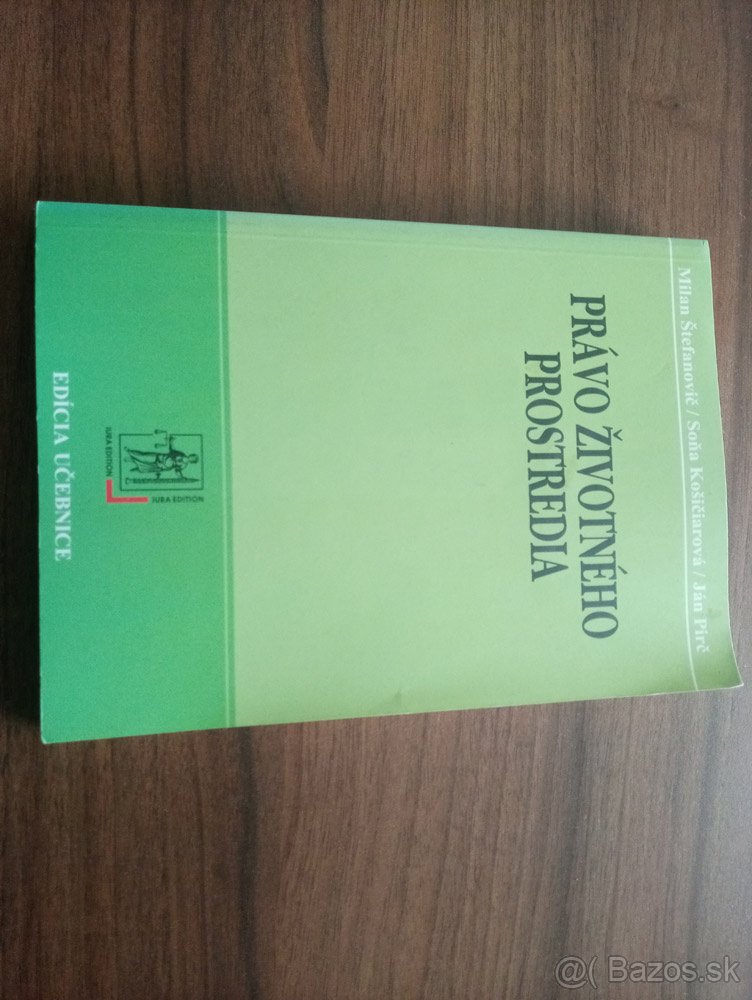 Milan Štefanovič / Soňa Košičiarová / Ján Pirč
PRÁVO ŽIVOTNÉHO
PROSTREDIA
IURA EDITION
IURA EDITION
EDÍCIA UČEBNICE
@( Bazos.sk